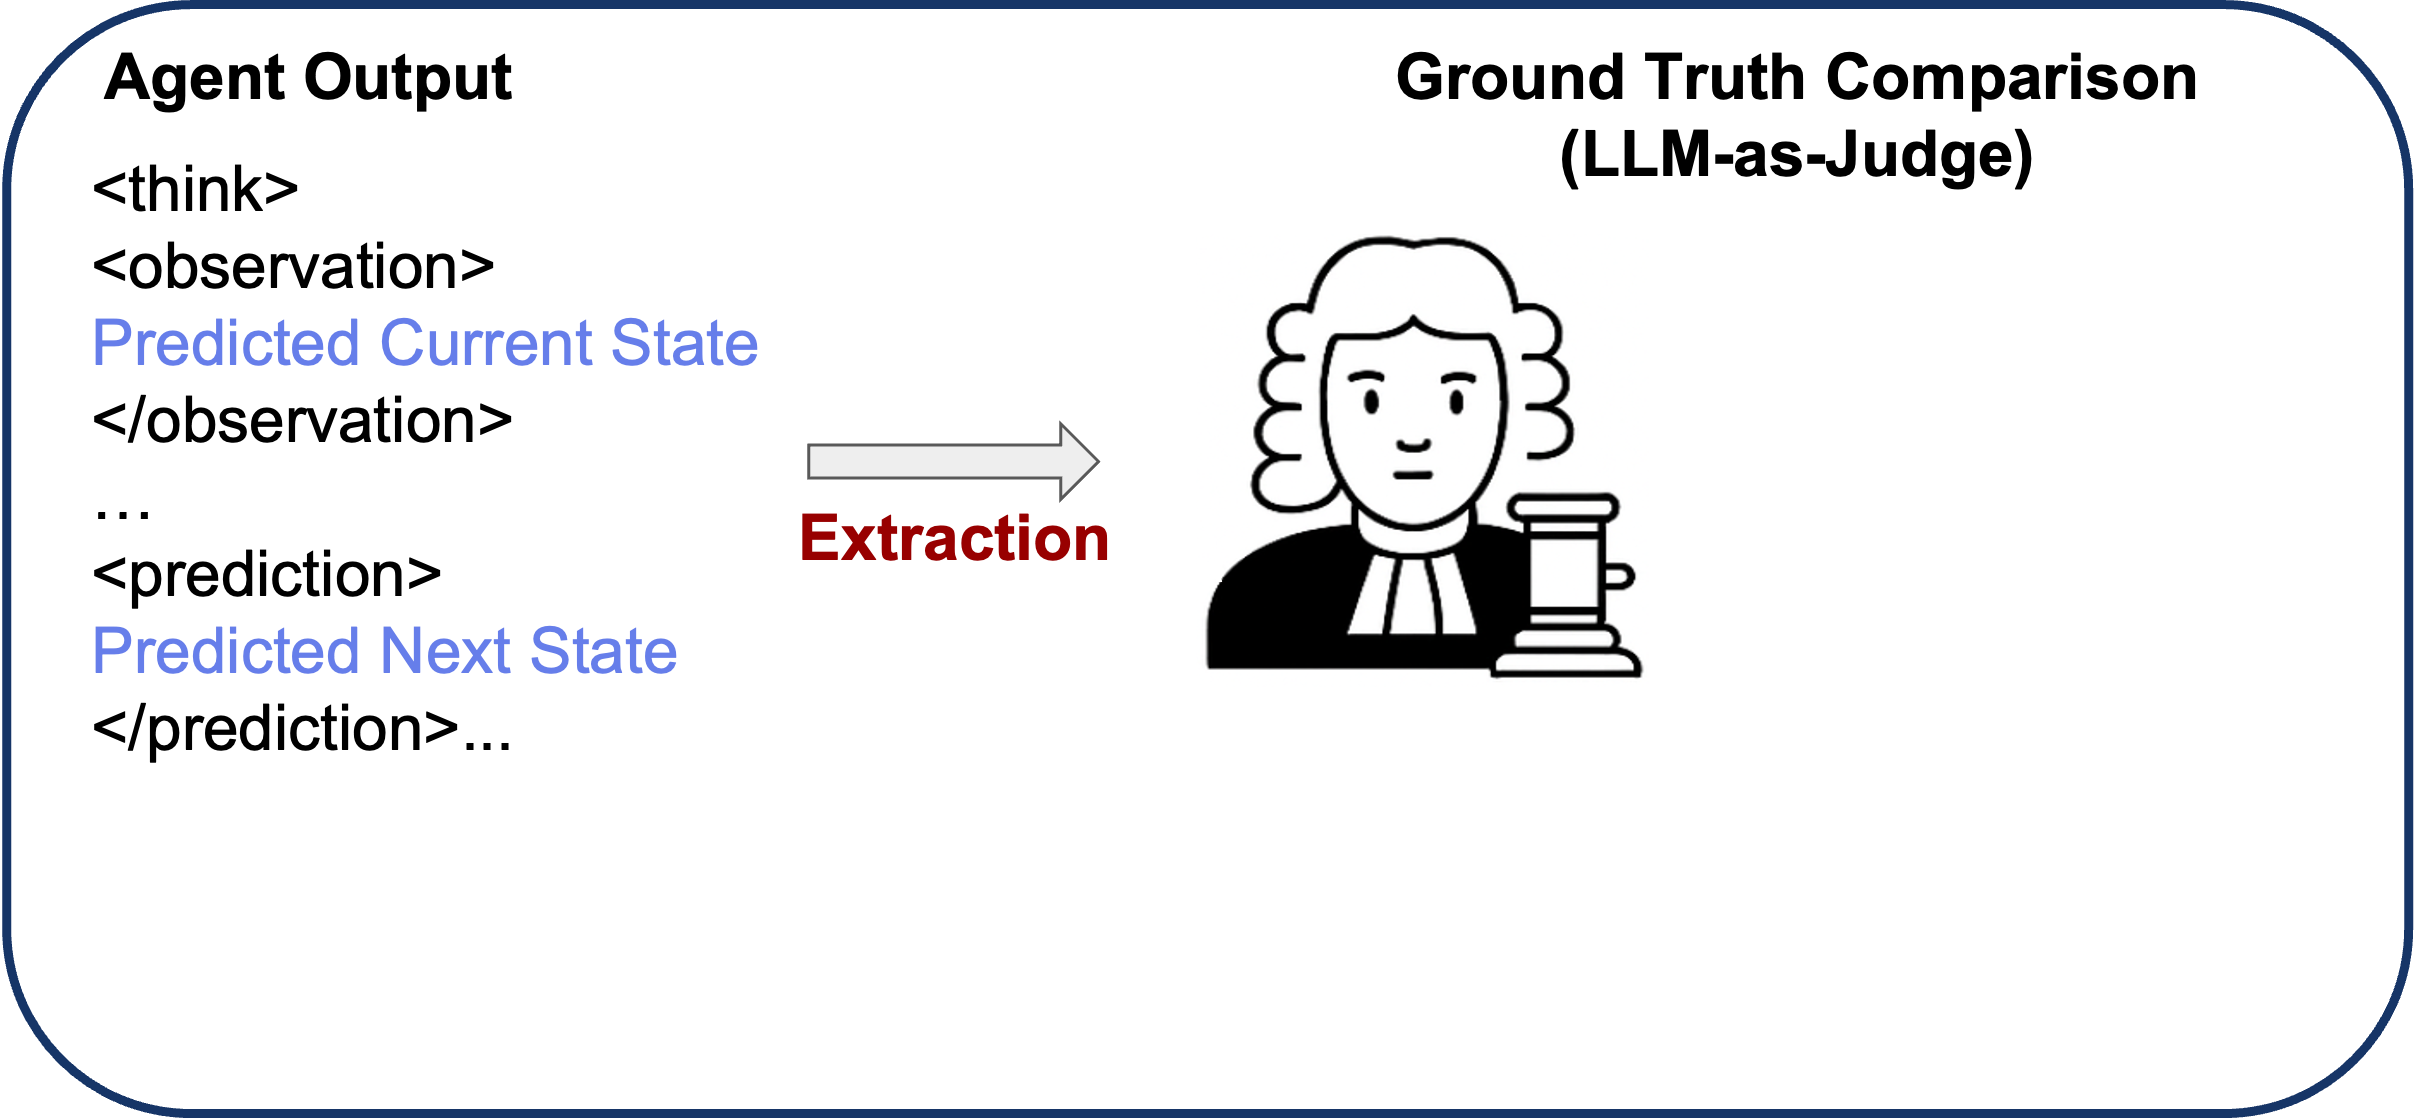 Agent Output
<think>
<observation>
Predicted Current State
</observation>
…
<prediction>
Predicted Next State
</prediction>...
Extraction
Ground Truth Comparison
(LLM-as-Judge)